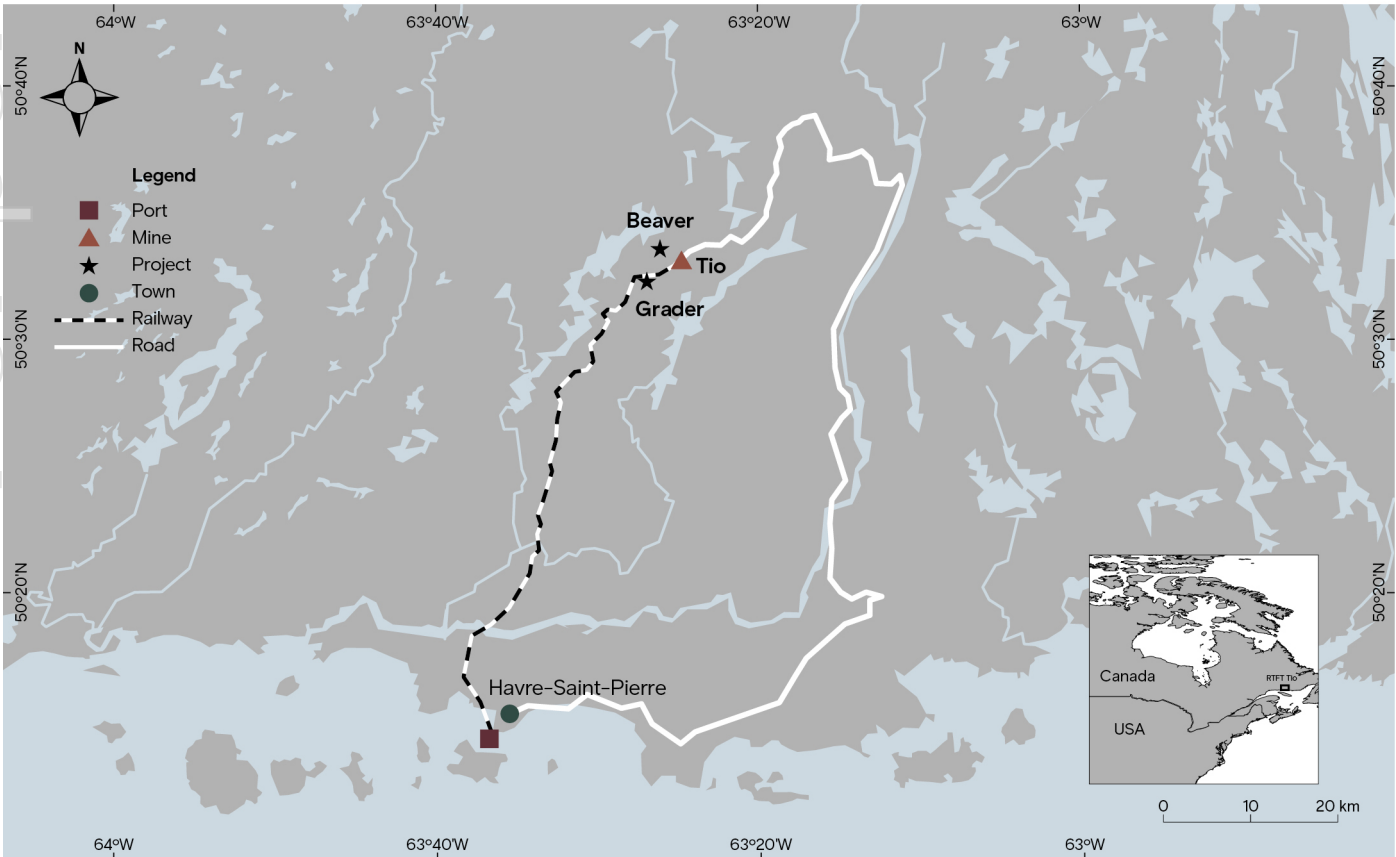 64°W
63°40'W
63°20'W
63°W
N
50°40'N
50°40'N
Legend
Port
Mine
Project
Town
Railway
Road
Beaver
Tio
Grader
50°30'N
50°30'N
50°20'N
50°20'N
Havre-Saint-Pierre
Canada
RTFT Tio
USA
0 10 20 km
64°W
63°40'W
63°20'W
63°W